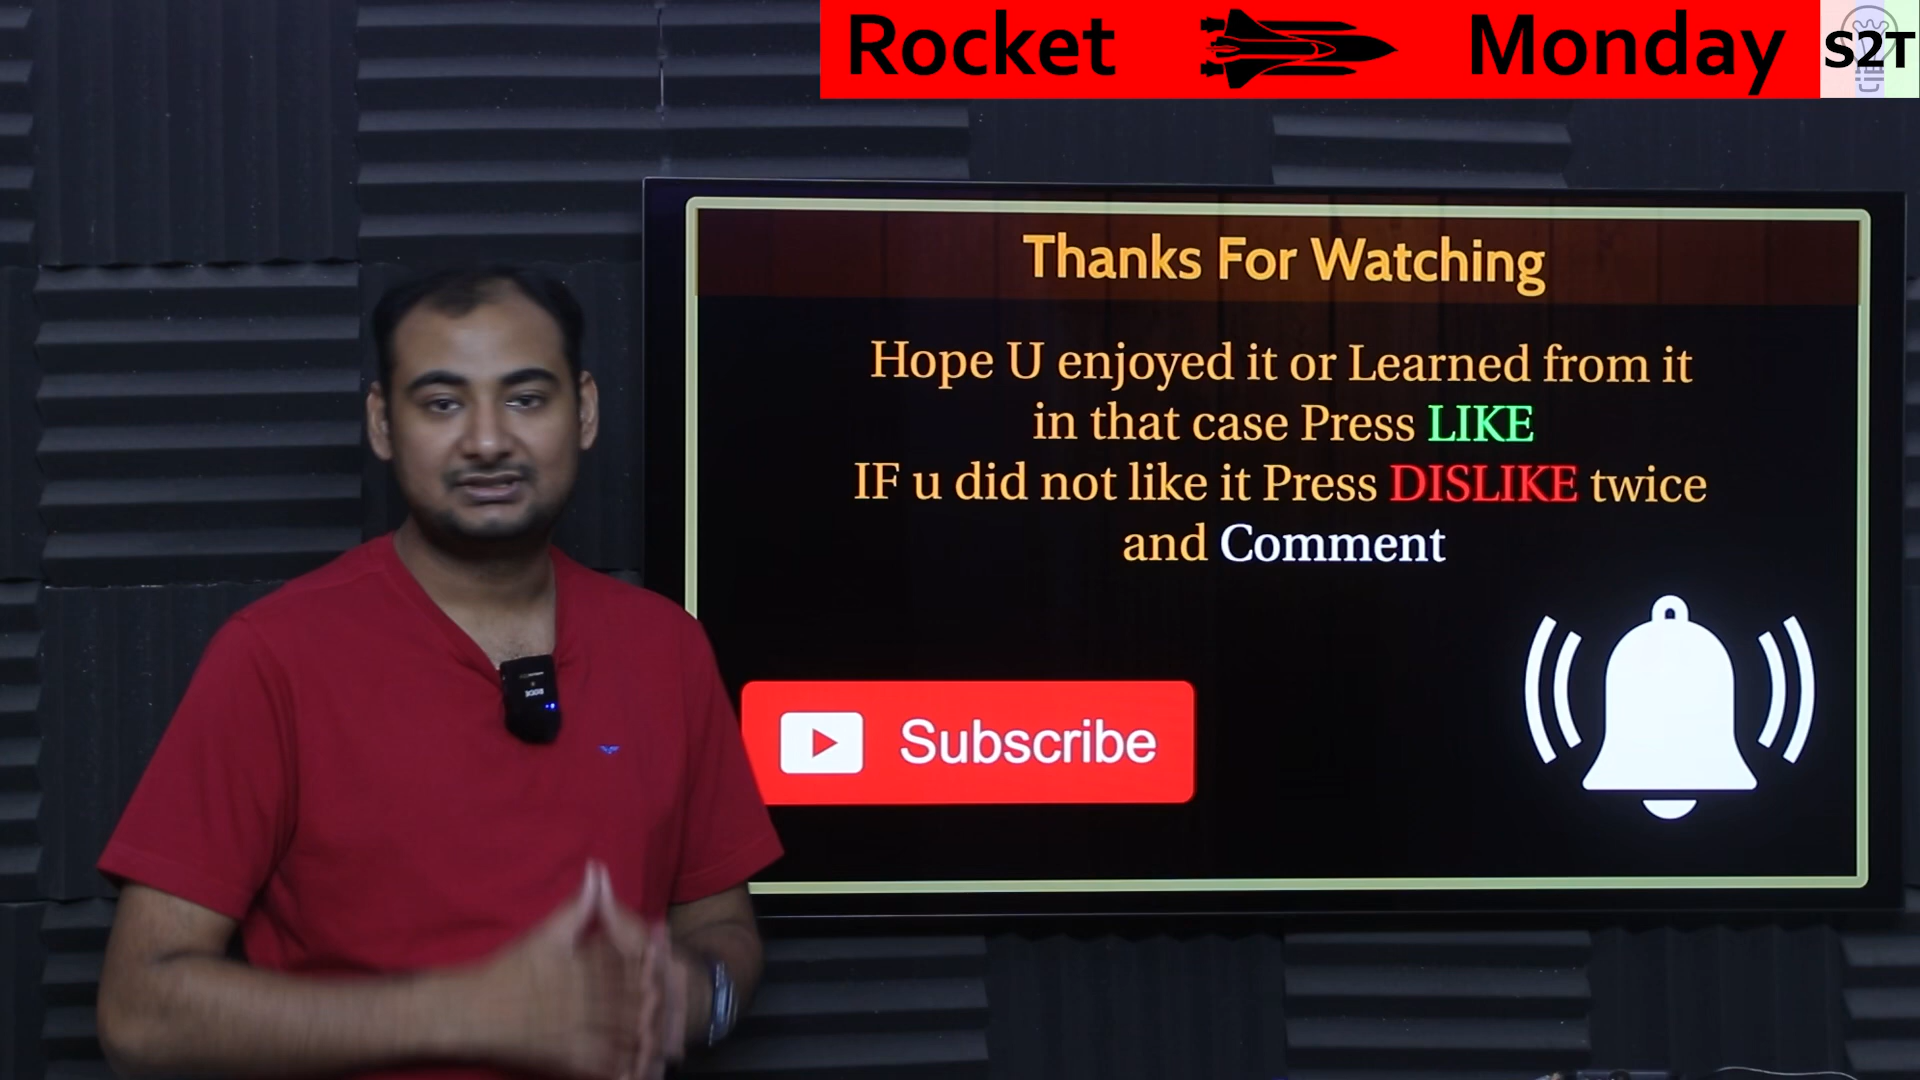 Rocket Monday S2T
Thanks For Watching
Hope U enjoyed it or Learned from it
in that case Press LIKE
IF u did not like it Press DISLIKE twice
and Comment
Subscribe
RODE